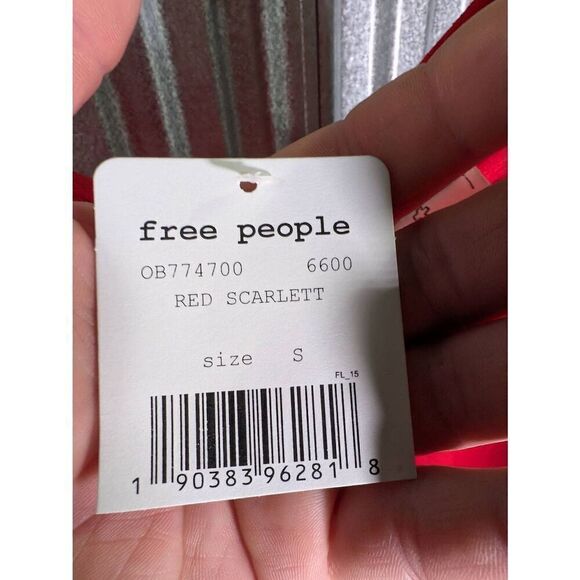 free people
OB774700 6600
RED SCARLETT
size S
FL_15
1 90383 96281 8